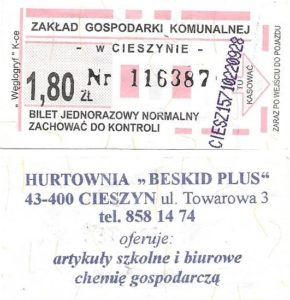 "Węglogryf" K-ce
ZAKŁAD GOSPODARKI KOMUNALNEJ
- w CIESZYNIE -
1,80 ZŁ
Nr 116387
BILET JEDNORAZOWY NORMALNY
ZACHOWAĆ DO KONTROLI
CIESZ15710220928
KASOWAĆ TU
ZARAZ PO WEJŚCIU DO POJAZDU
HURTOWNIA „BESKID PLUS"
43-400 CIESZYN ul. Towarowa 3
tel. 858 14 74
oferuje:
artykuły szkolne i biurowe
chemię gospodarczą